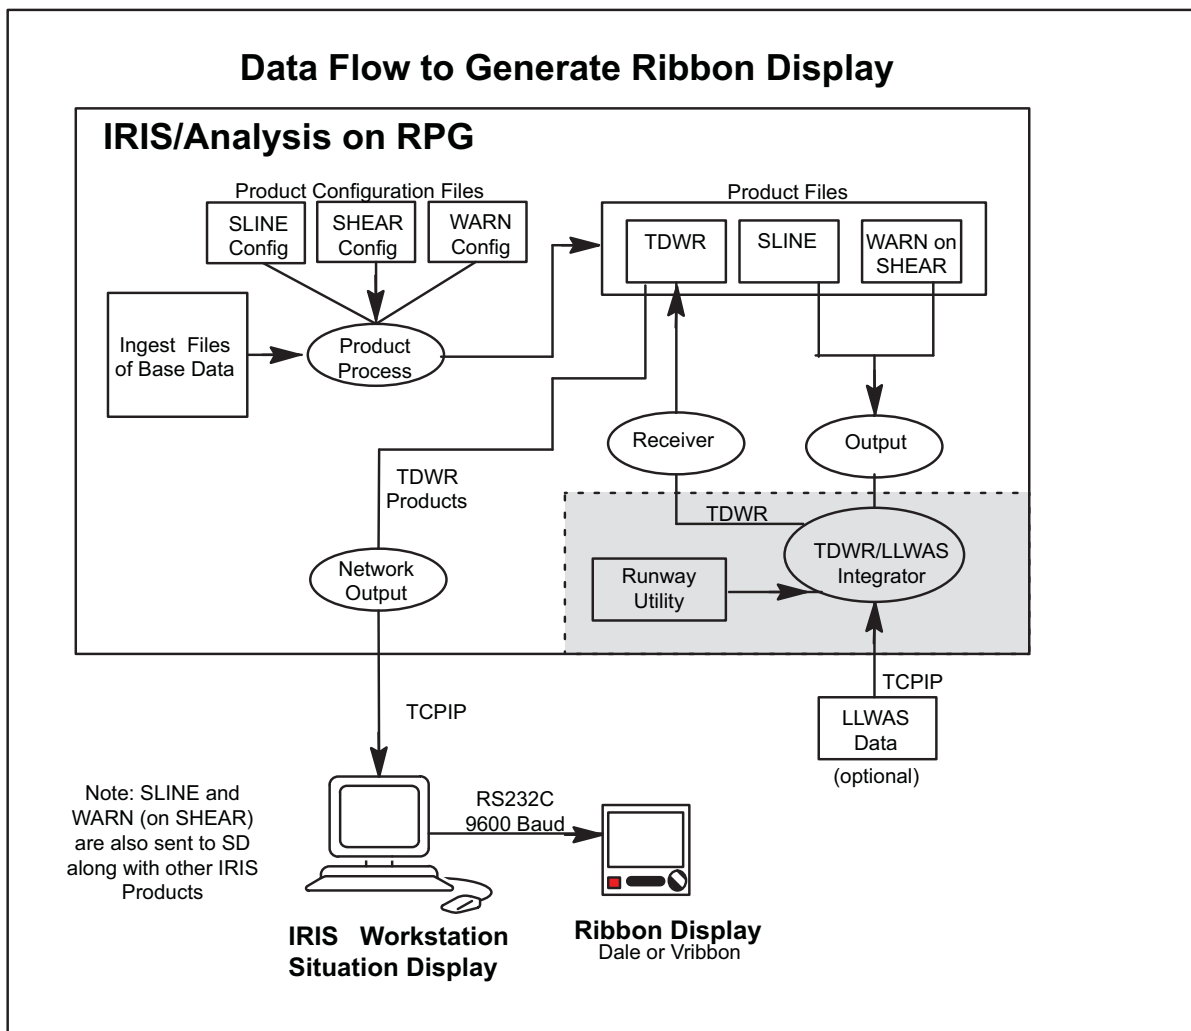 Data Flow to Generate Ribbon Display
IRIS/Analysis on RPG
Product Configuration Files
SLINE
Config
SHEAR
Config
WARN
Config
Product Files
TDWR
SLINE
WARN on
SHEAR
Ingest Files
of Base Data
Product
Process
Receiver
Output
TDWR
Products
TDWR
TDWR/LLWAS
Integrator
Runway
Utility
Network
Output
TCPIP
TCPIP
LLWAS
Data
(optional)
Note: SLINE and
WARN (on SHEAR)
are also sent to SD
along with other IRIS
Products
RS232C
9600 Baud
IRIS Workstation
Situation Display
Ribbon Display
Dale or Vribbon